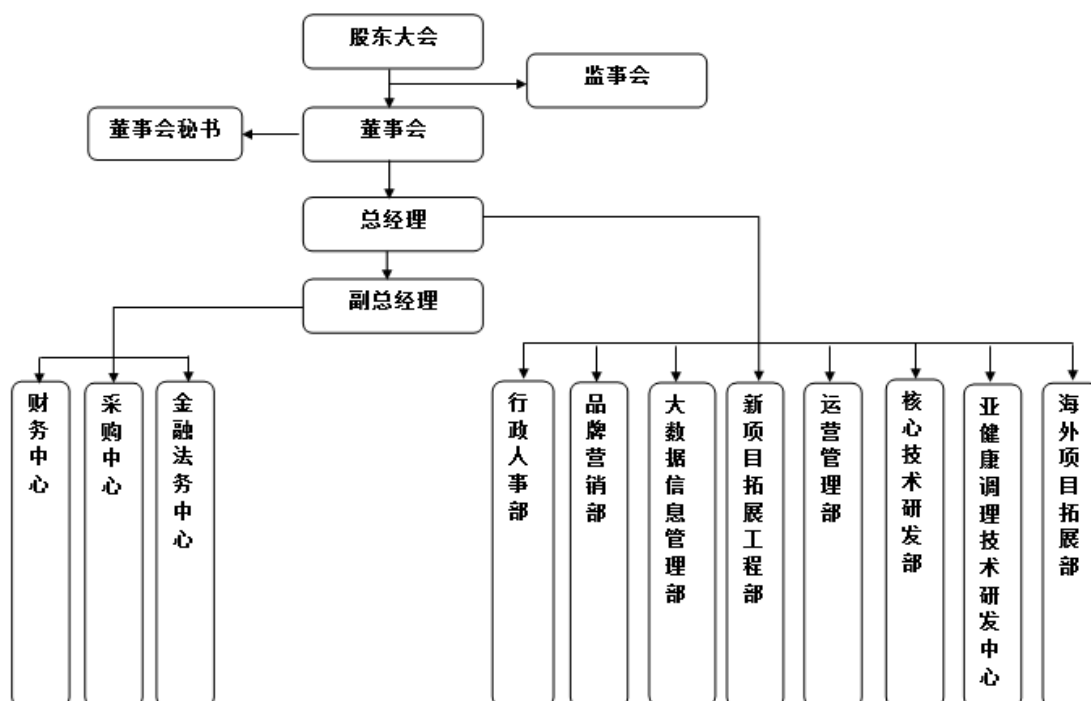 股东大会
监事会
董事会秘书
董事会
总经理
副总经理
财务中心
采购中心
金融法务中心
行政人事部
品牌营销部
大数据信息管理部
新项目拓展工程部
运营管理部
核心技术研发部
亚健康调理技术研发中心
海外项目拓展部